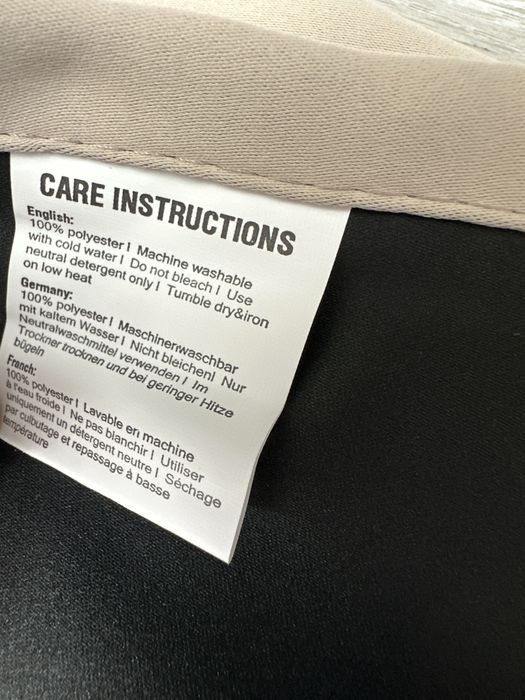 CARE INSTRUCTIONS
English:
100% polyester I Machine washable
with cold water I Do not bleach I Use
neutral detergent only I Tumble dry&iron
on low heat
Germany:
100% polyester I Maschinerwaschbar
mit kaltem Wasser I Nicht bleichen I Nur
Neutralwaschmittel verwenden I Im
Trockner trocknen und bei geringer Hitze
bügeln
Franch:
100% polyester I Lavable en machine
à l'eau froide I Ne pas blanchir I Utiliser
uniquement un détergent neutre I Séchage
par culbutage et repassage à basse
température